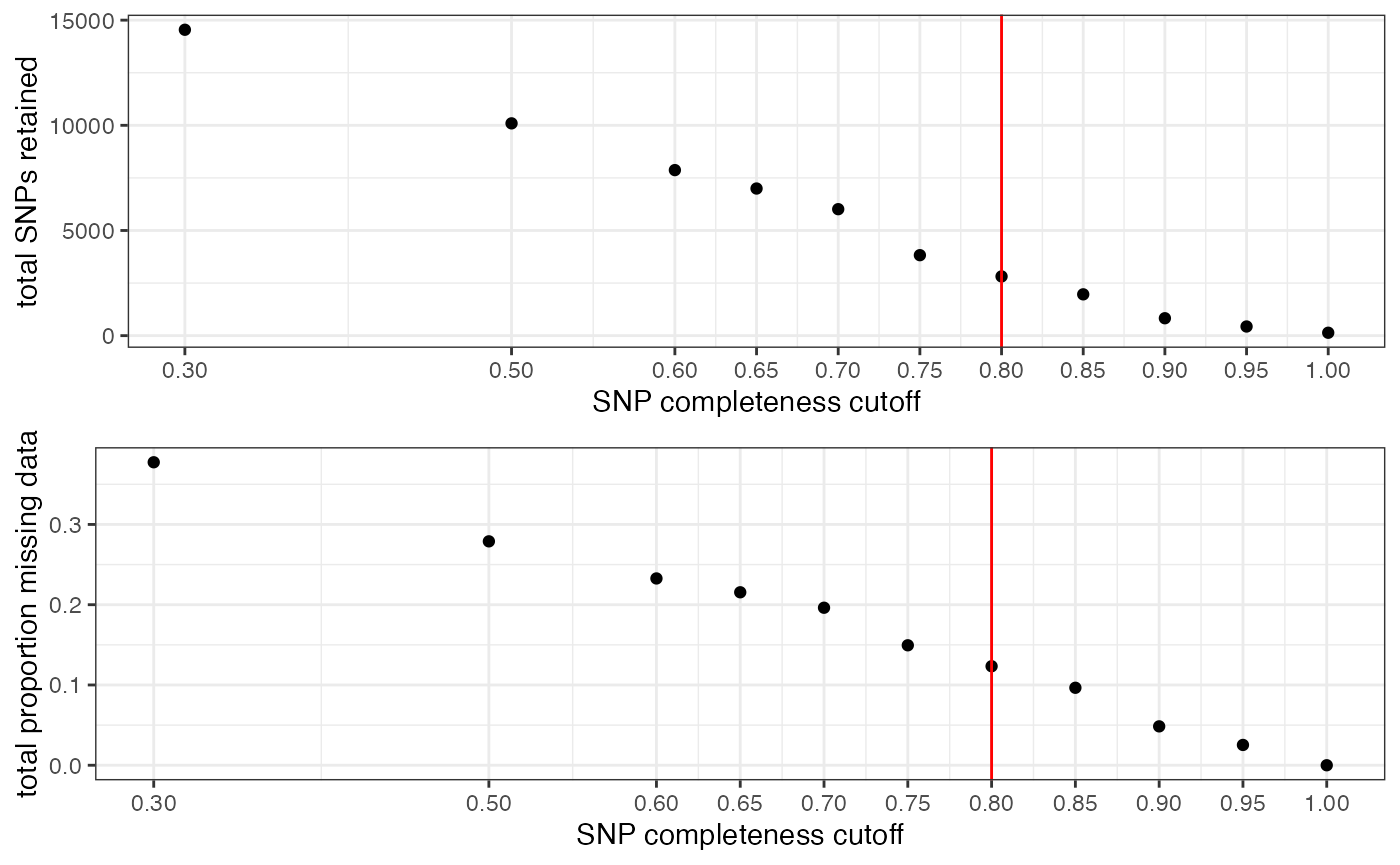 total SNPs retained
15000
10000
5000
0
0.30 0.50 0.60 0.65 0.70 0.75 0.80 0.85 0.90 0.95 1.00
SNP completeness cutoff
total proportion missing data
0.3
0.2
0.1
0.0
0.30 0.50 0.60 0.65 0.70 0.75 0.80 0.85 0.90 0.95 1.00
SNP completeness cutoff